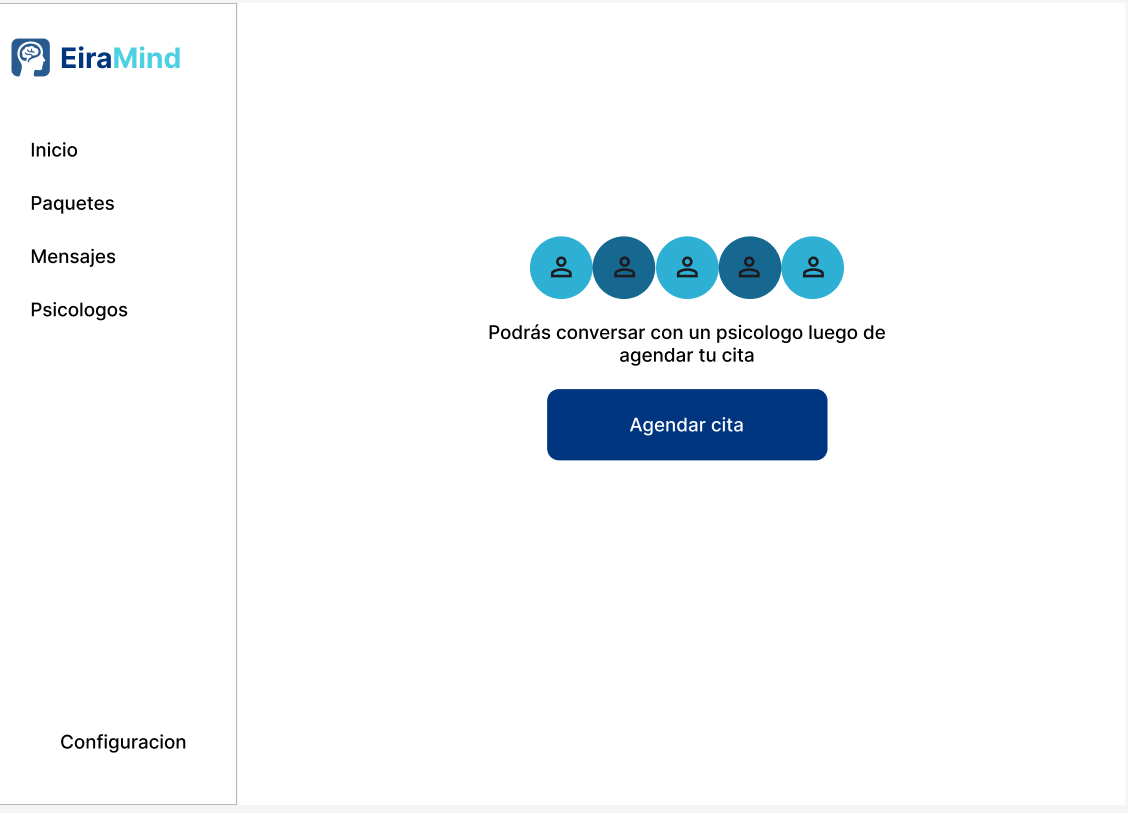 EiraMind
Inicio
Paquetes
Mensajes
Psicologos
Configuracion
Podrás conversar con un psicologo luego de
agendar tu cita
Agendar cita